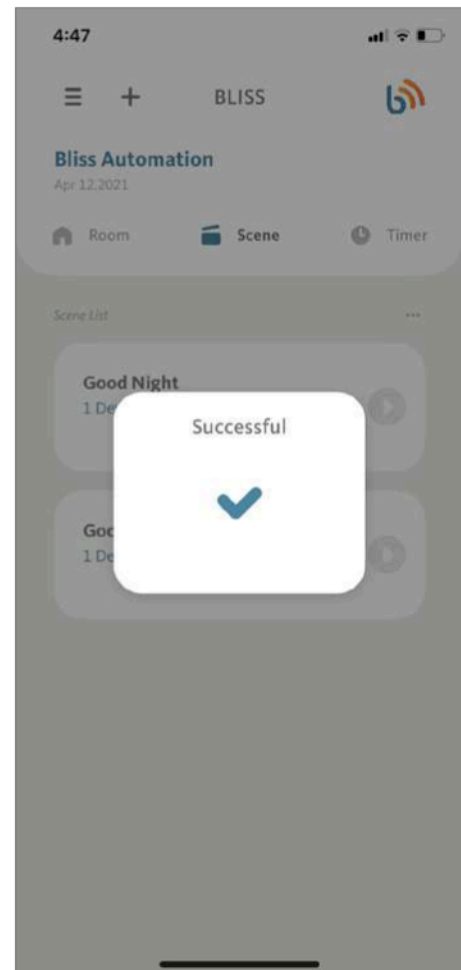 4:47
BLISS
Bliss Automation
Apr 12,2021
Room Scene Timer
Scene List
Good Night
1 De
Successful
Goo
1 De